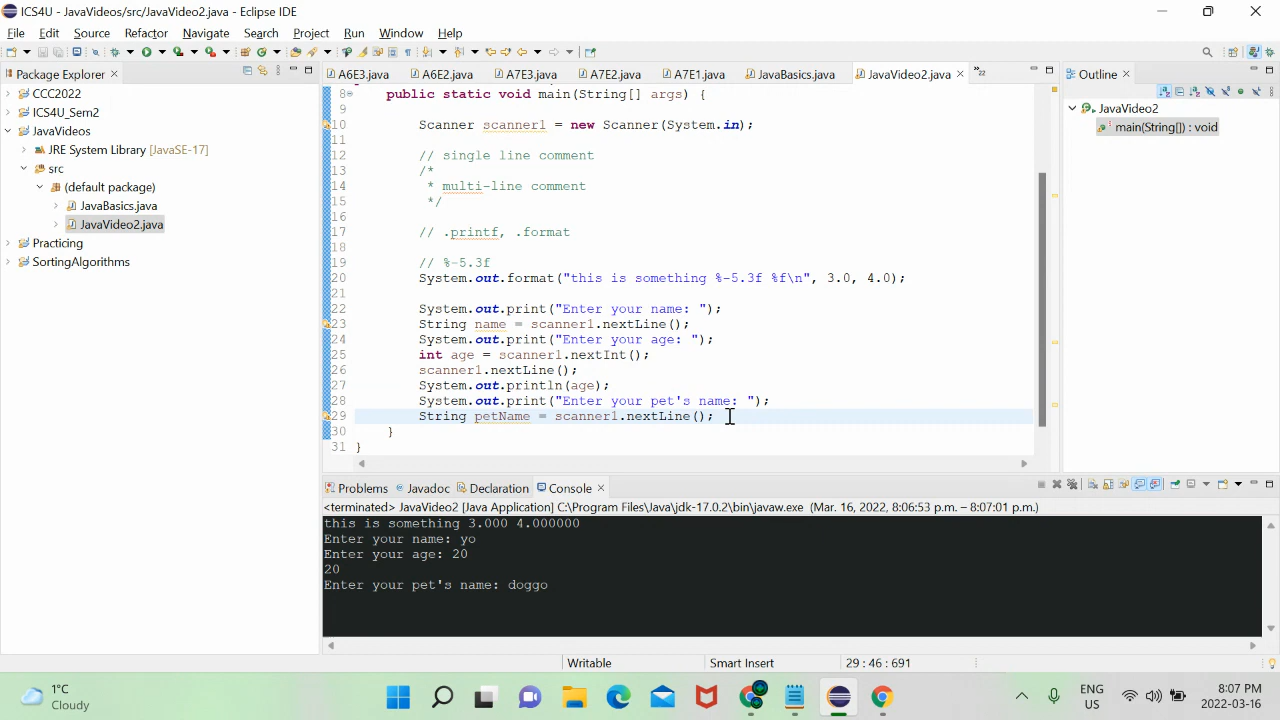 ICS4U - JavaVideos/src/JavaVideo2.java - Eclipse IDE
File Edit Source Refactor Navigate Search Project Run Window Help
Package Explorer
CCC2022
ICS4U_Sem2
JavaVideos
JRE System Library [JavaSE-17]
src
(default package)
JavaBasics.java
JavaVideo2.java
Practicing
SortingAlgorithms
A6E3.java A6E2.java A7E3.java A7E2.java A7E1.java JavaBasics.java JavaVideo2.java »22
8 public static void main(String[] args) {
9
10 Scanner scanner1 = new Scanner(System.in);
11
12 // single line comment
13 /*
14 * multi-line comment
15 */
16
17 // .printf, .format
18
19 // %-5.3f
20 System.out.format("this is something %-5.3f %f\n", 3.0, 4.0);
21
22 System.out.print("Enter your name: ");
23 String name = scanner1.nextLine();
24 System.out.print("Enter your age: ");
25 int age = scanner1.nextInt();
26 scanner1.nextLine();
27 System.out.println(age);
28 System.out.print("Enter your pet's name: ");
29 String petName = scanner1.nextLine();
30 }
31 }
Outline
JavaVideo2
main(String[]) : void
Problems Javadoc Declaration Console
<terminated> JavaVideo2 [Java Application] C:\Program Files\Java\jdk-17.0.2\bin\javaw.exe (Mar. 16, 2022, 8:06:53 p.m. – 8:07:01 p.m.)
this is something 3.000 4.000000
Enter your name: yo
Enter your age: 20
20
Enter your pet's name: doggo
Writable Smart Insert 29 : 46 : 691
1°C
Cloudy
ENG
US
8:07 PM
2022-03-16